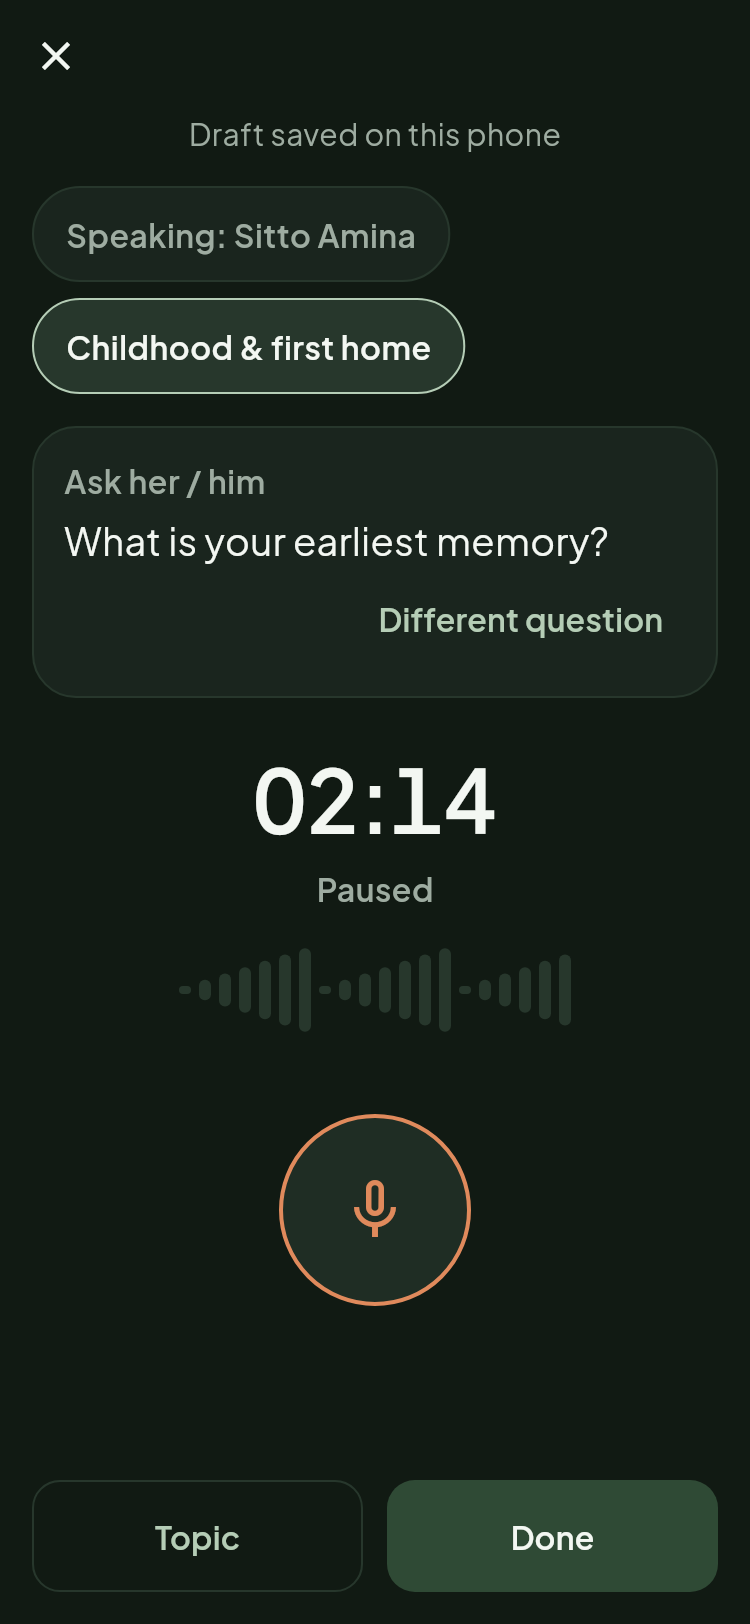 Draft saved on this phone
Speaking: Sitto Amina
Childhood & first home
Ask her / him
What is your earliest memory?
Different question
02:14
Paused
Topic
Done